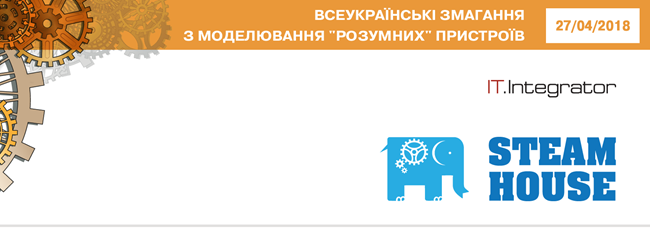 ВСЕУКРАЇНСЬКІ ЗМАГАННЯ
З МОДЕЛЮВАННЯ "РОЗУМНИХ" ПРИСТРОЇВ
27/04/2018
IT.Integrator
STEAM
HOUSE